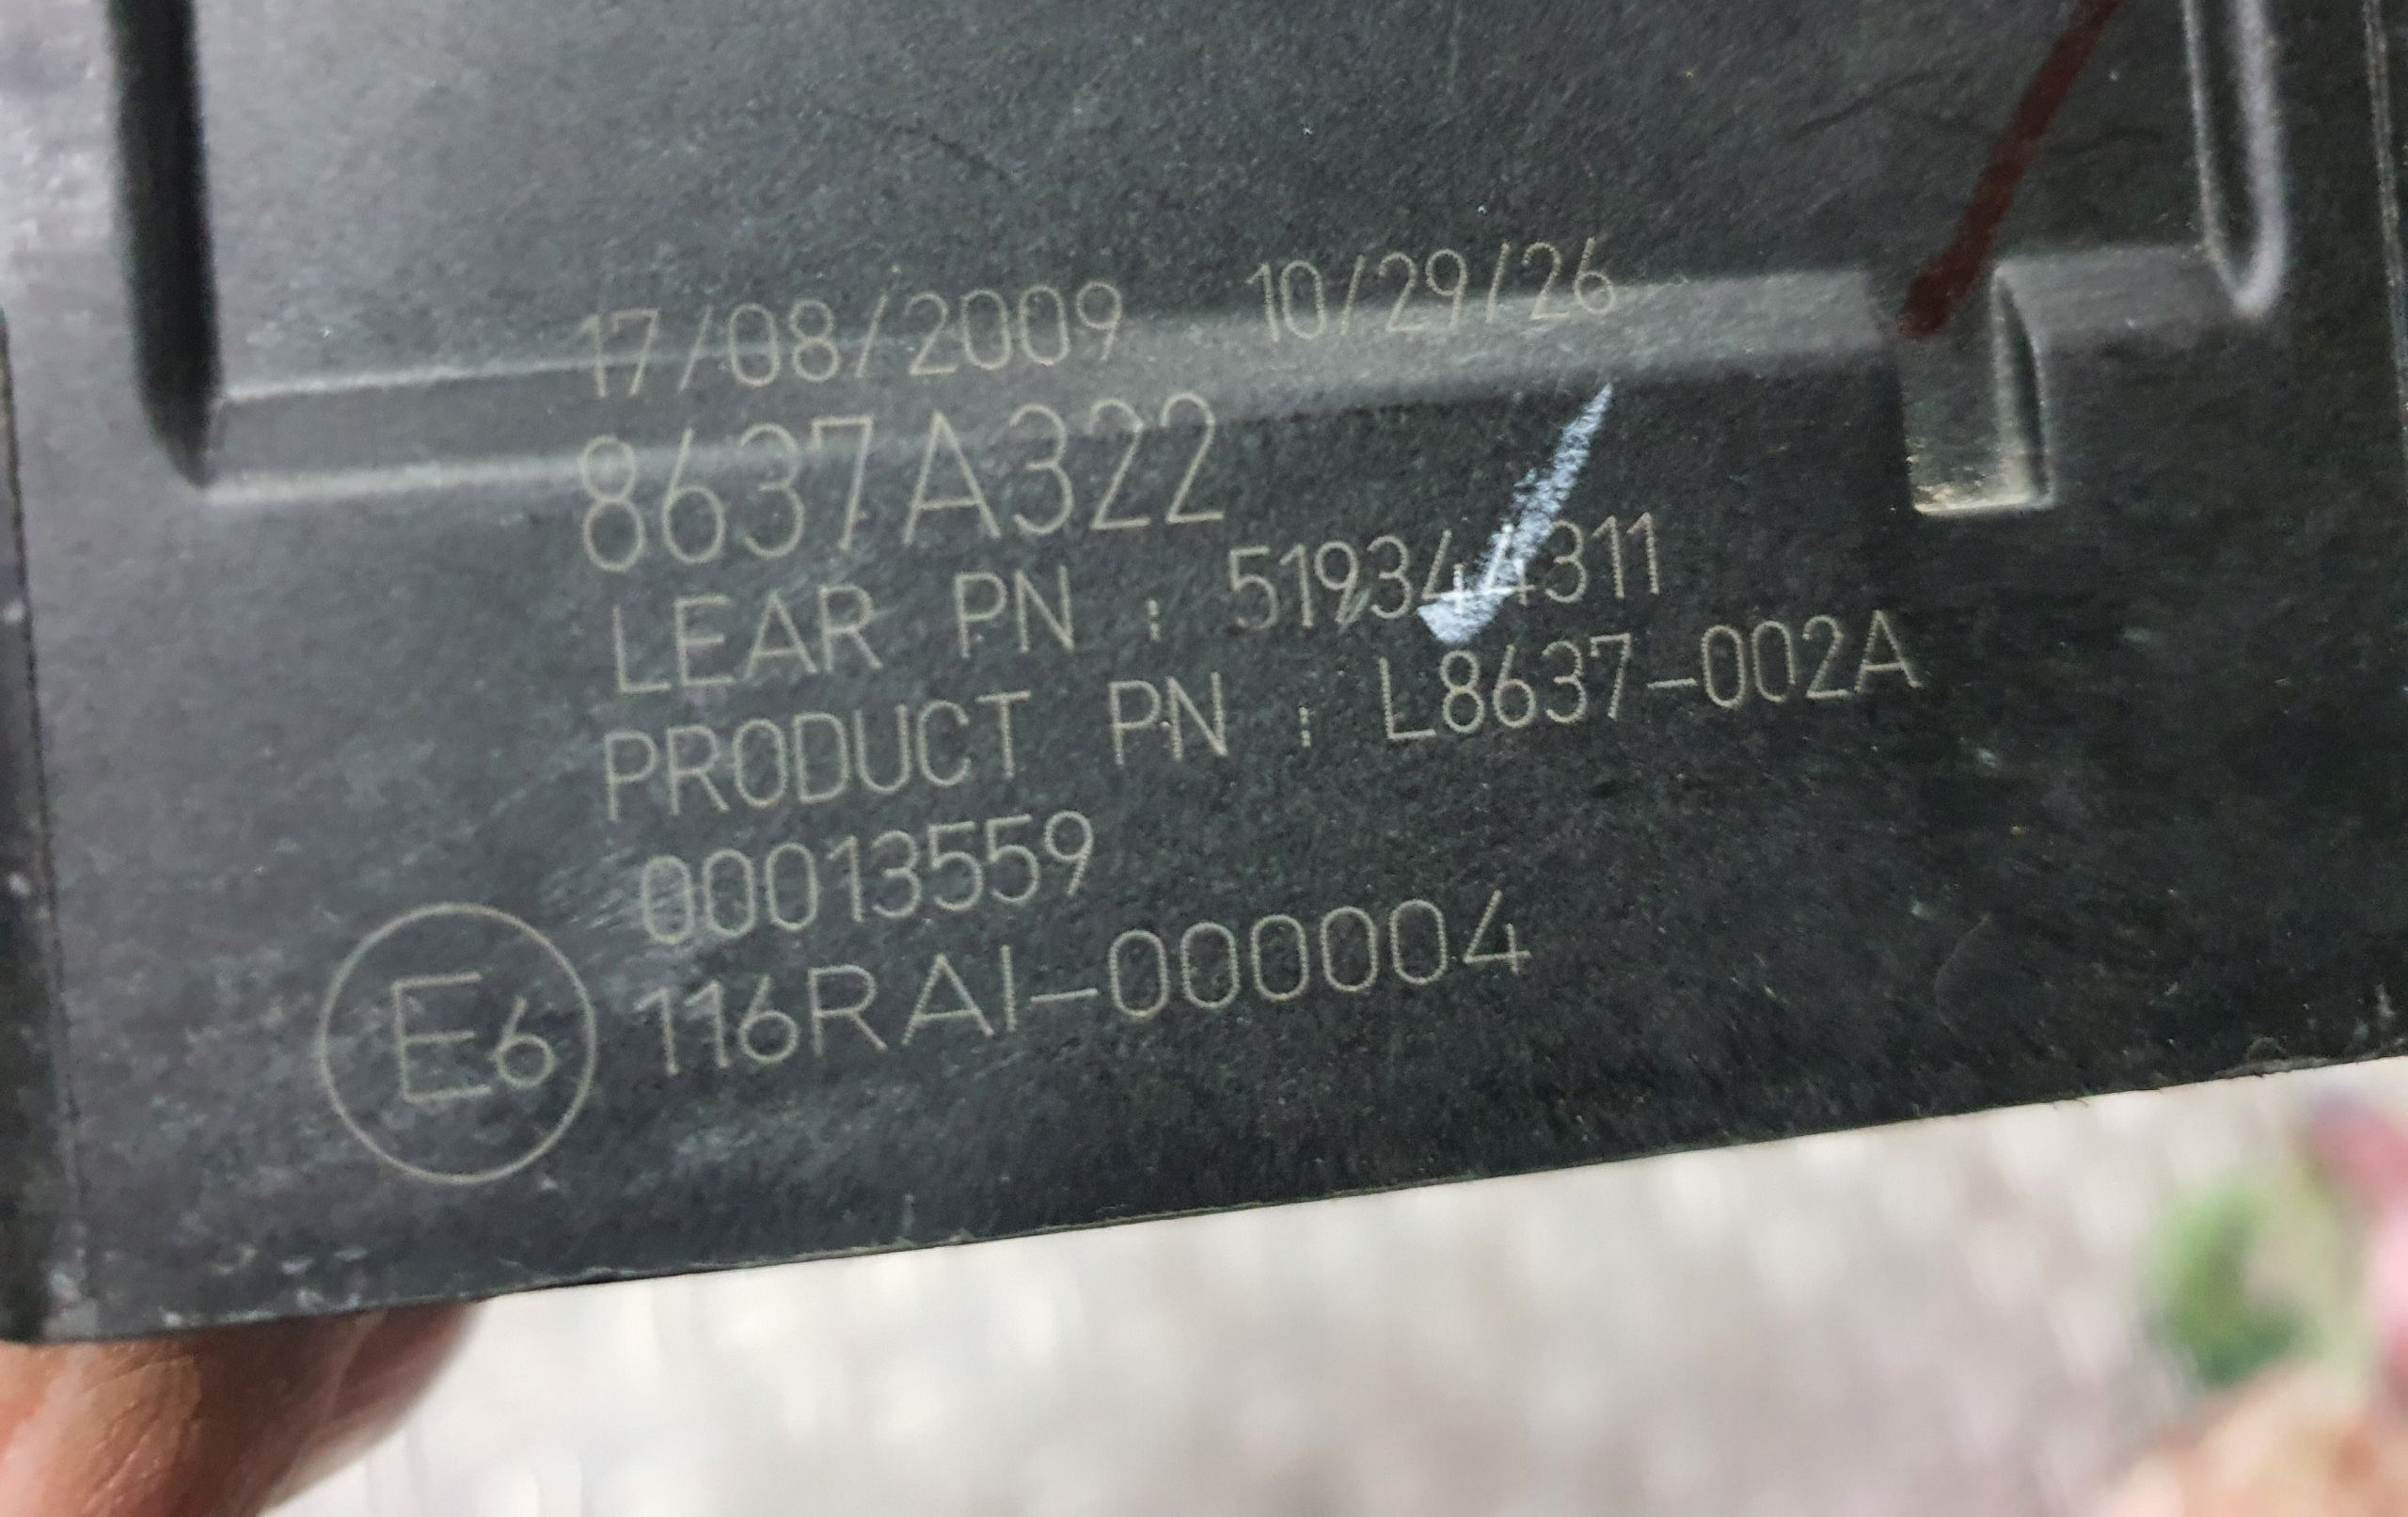 17/08/2009 10/29/26
8637A322
LEAR PN : 519344311
PRODUCT PN : L8637-002A
00013559
E6 116RAI-000004